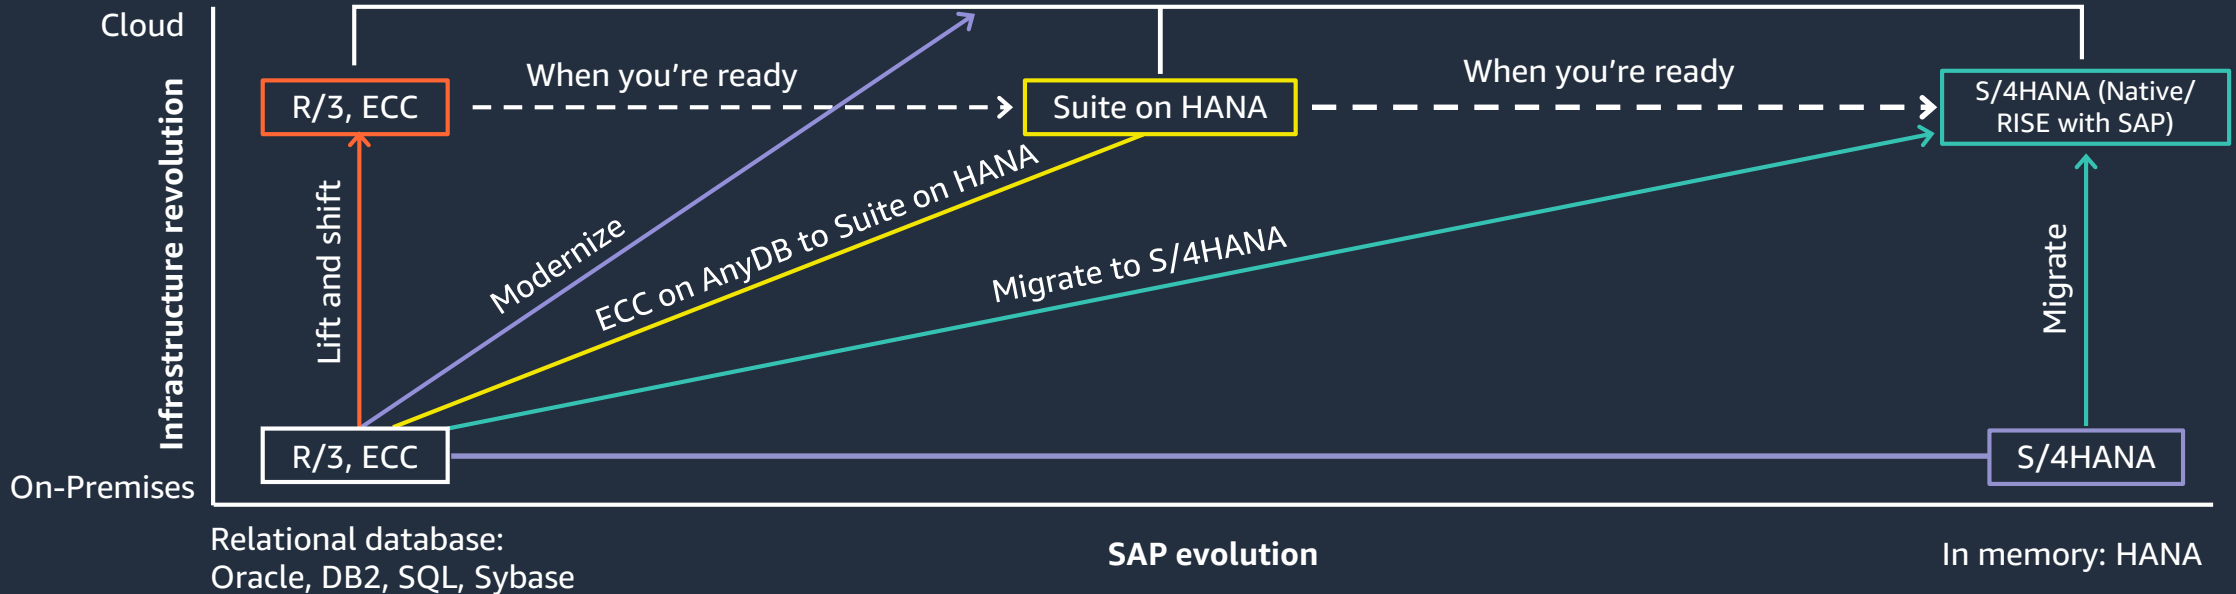 Cloud
When you’re ready
When you’re ready
R/3, ECC
Suite on HANA
S/4HANA (Native/
RISE with SAP)
Infrastructure revolution
Lift and shift
Modernize
ECC on AnyDB to Suite on HANA
Migrate to S/4HANA
Migrate
R/3, ECC
S/4HANA
On-Premises
Relational database:
Oracle, DB2, SQL, Sybase
SAP evolution
In memory: HANA